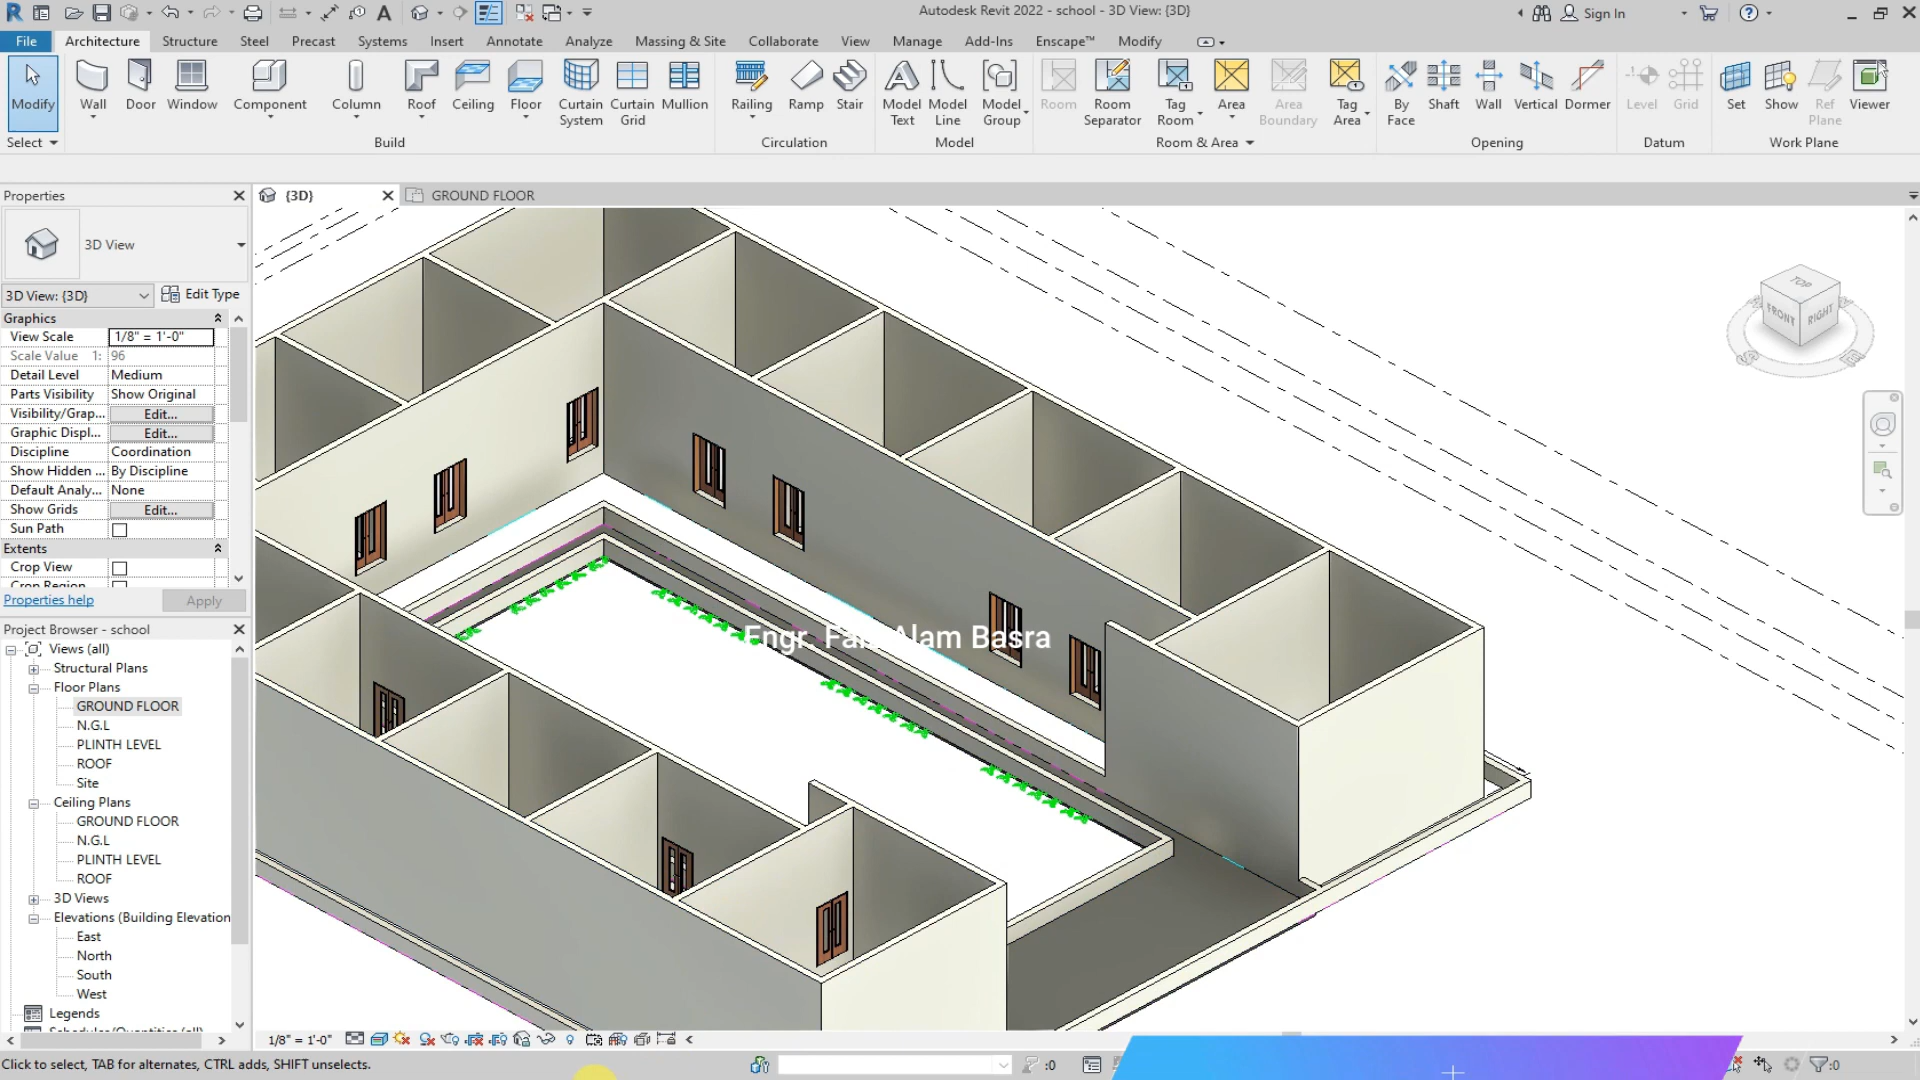 Autodesk Revit 2022 - school - 3D View: {3D}
Sign In
File Architecture Structure Steel Precast Systems Insert Annotate Analyze Massing & Site Collaborate View Manage Add-Ins Enscape™ Modify
Modify Wall Door Window Component Column Roof Ceiling Floor Curtain System Curtain Grid Mullion Railing Ramp Stair Model Text Model Line Model Group Room Room Separator Tag Room Area Area Boundary Tag Area By Face Shaft Wall Vertical Dormer Level Grid Set Show Ref Plane Viewer
Select Build Circulation Model Room & Area Opening Datum Work Plane
Properties
{3D} GROUND FLOOR
3D View
3D View: {3D} Edit Type
Graphics
View Scale 1/8" = 1'-0"
Scale Value 1: 96
Detail Level Medium
Parts Visibility Show Original
Visibility/Grap... Edit...
Graphic Displ... Edit...
Discipline Coordination
Show Hidden ... By Discipline
Default Analy... None
Show Grids Edit...
Sun Path
Extents
Crop View
Crop Region
Properties help Apply
Project Browser - school
Views (all)
Structural Plans
Floor Plans
GROUND FLOOR
N.G.L
PLINTH LEVEL
ROOF
Site
Ceiling Plans
GROUND FLOOR
N.G.L
PLINTH LEVEL
ROOF
3D Views
Elevations (Building Elevation
East
North
South
West
Legends
Schedules/Quantities (all)
TOP
FRONT RIGHT
Engr. Alam Basra
1/8" = 1'-0"
Click to select, TAB for alternates, CTRL adds, SHIFT unselects.
:0
:0